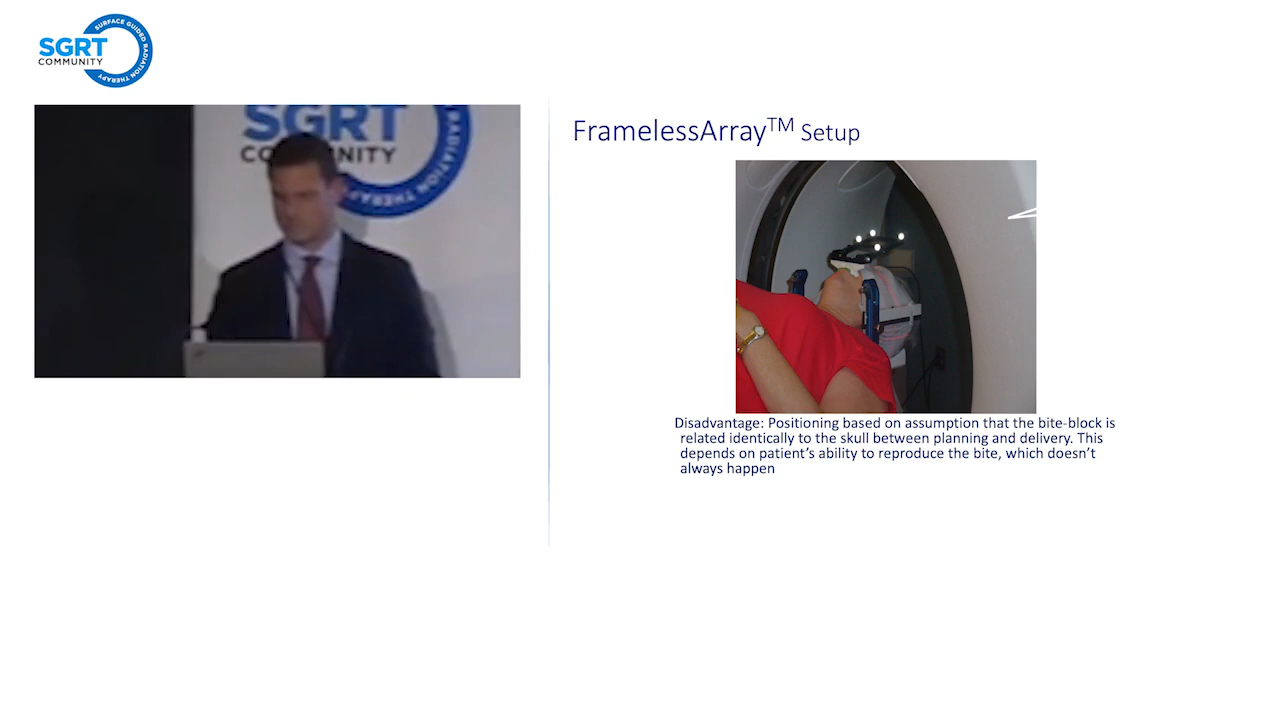 SURFACE GUIDED RADIATION THERAPY
SGRT
COMMUNITY
SGRT
COMMUNITY
RADIATION THERAPY
FramelessArray™ Setup
Disadvantage: Positioning based on assumption that the bite-block is
related identically to the skull between planning and delivery. This
depends on patient’s ability to reproduce the bite, which doesn’t
always happen